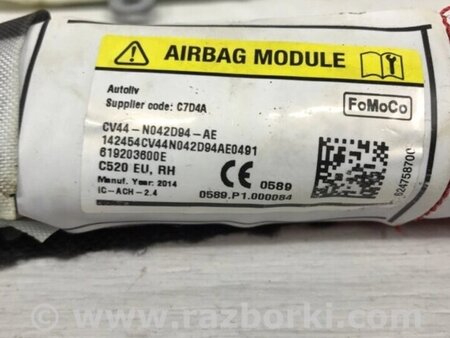 AIRBAG MODULE
Autoliv
Supplier code: C7D4A
FoMoCo
CV44-N042D94-AE
142454CV44N042D94AE0491
619203600E
C520 EU, RH
Manuf. Year: 2014
IC-ACH-2.4
CE 0589
0589.P1.000084
624758700
© www.razborki.com